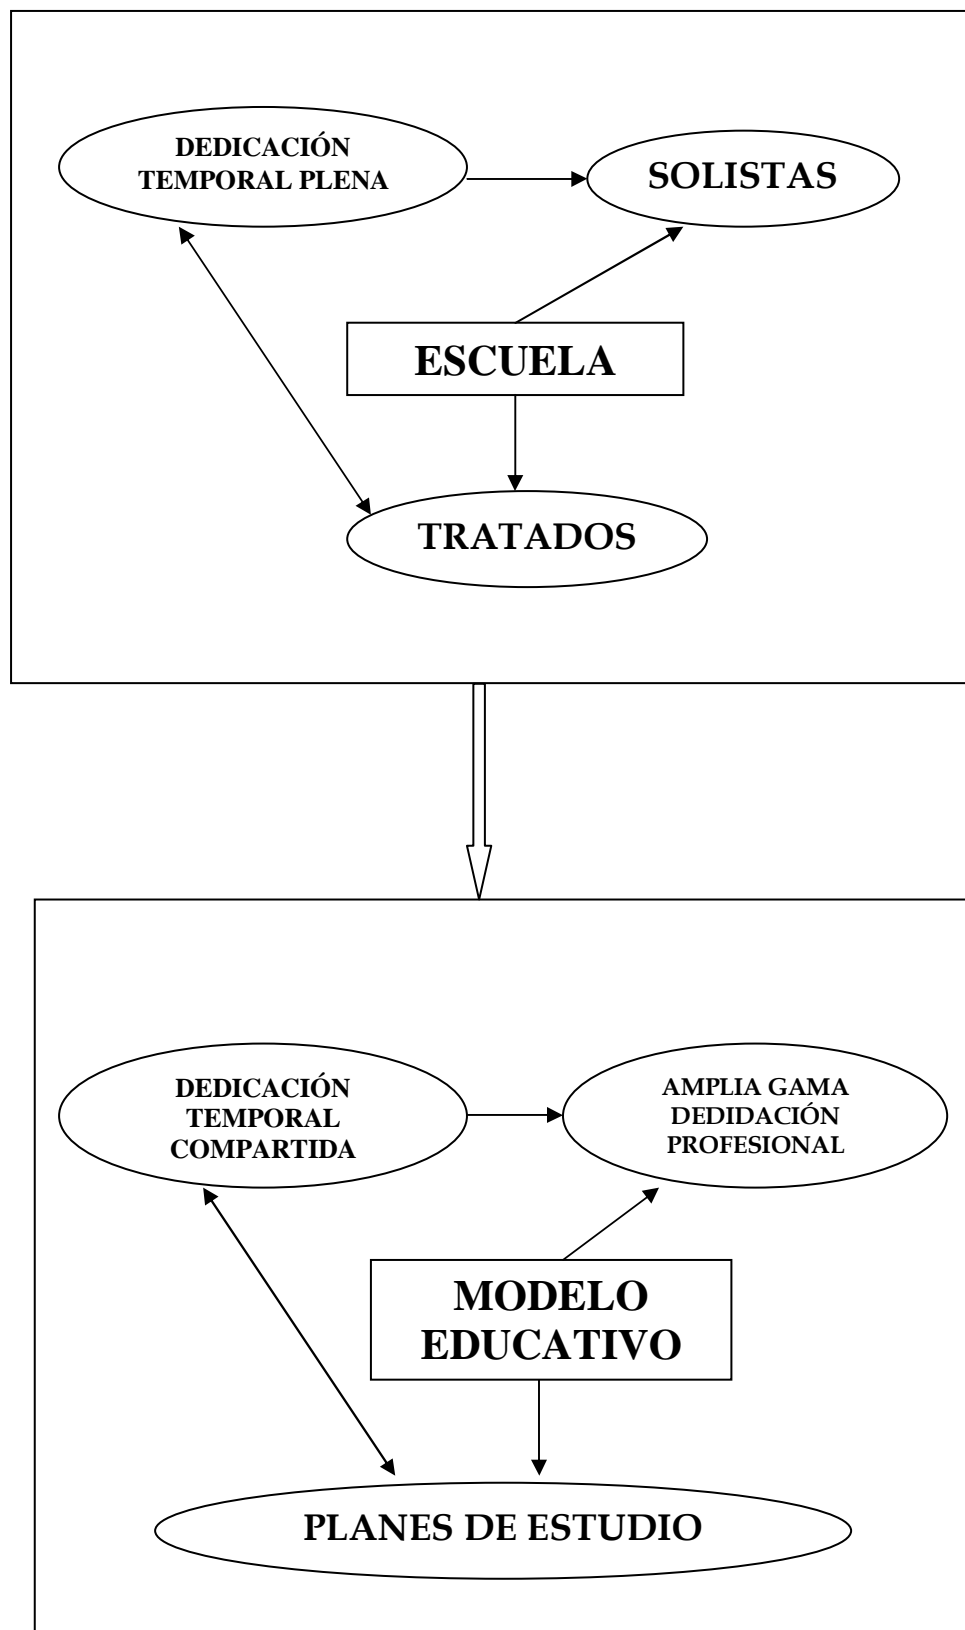 DEDICACIÓN
TEMPORAL PLENA
SOLISTAS
ESCUELA
TRATADOS
DEDICACIÓN
TEMPORAL
COMPARTIDA
AMPLIA GAMA
DEDIDACIÓN
PROFESIONAL
MODELO
EDUCATIVO
PLANES DE ESTUDIO